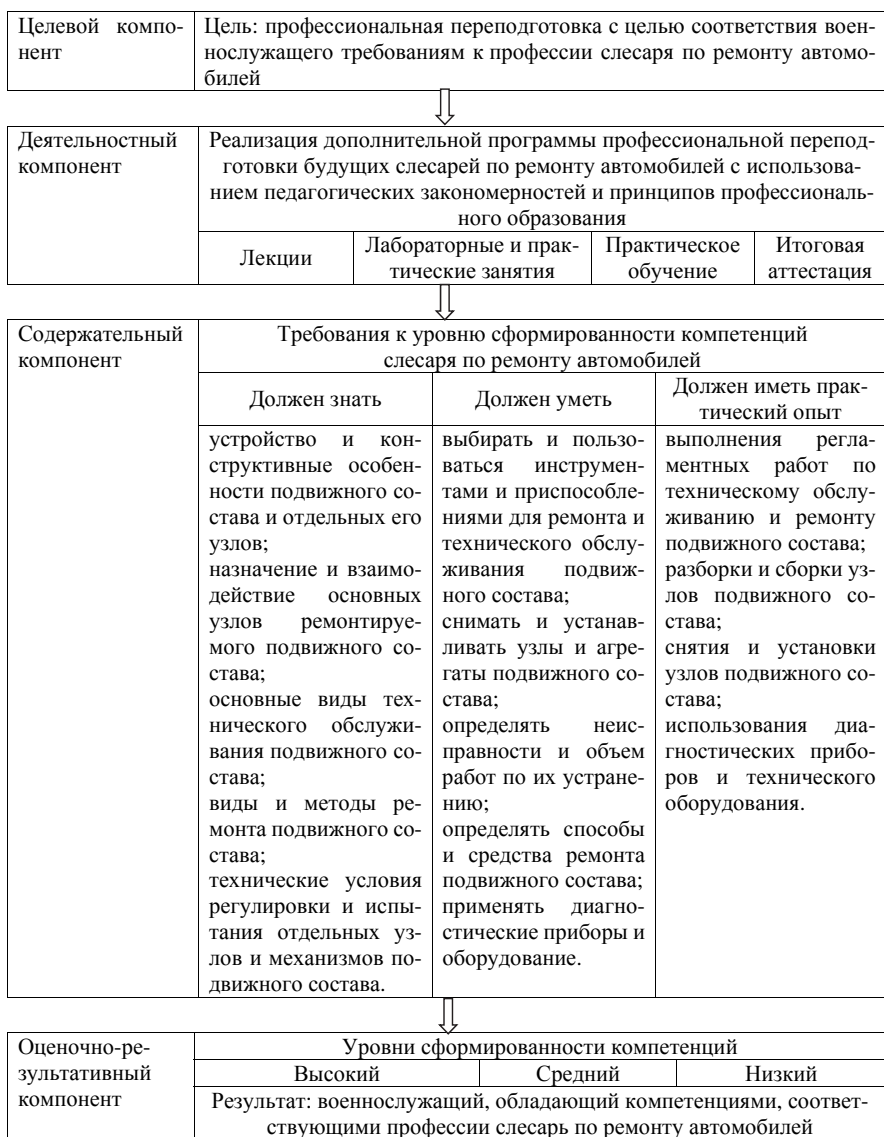 Целевой компо-
нент
Цель: профессиональная переподготовка с целью соответствия воен-
нослужащего требованиям к профессии слесаря по ремонту автомо-
билей
Деятельностный
компонент
Реализация дополнительной программы профессиональной перепод-
готовки будущих слесарей по ремонту автомобилей с использова-
нием педагогических закономерностей и принципов профессиональ-
ного образования
Лекции
Лабораторные и прак-
тические занятия
Практическое
обучение
Итоговая
аттестация
Содержательный
компонент
Требования к уровню сформированности компетенций
слесаря по ремонту автомобилей
Должен знать
Должен уметь
Должен иметь прак-
тический опыт
устройство и кон-
структивные особен-
ности подвижного со-
става и отдельных его
узлов;
назначение и взаимо-
действие основных
узлов ремонтируе-
мого подвижного со-
става;
основные виды тех-
нического обслужи-
вания подвижного со-
става;
виды и методы ре-
монта подвижного со-
става;
технические условия
регулировки и испы-
тания отдельных уз-
лов и механизмов по-
движного состава.
выбирать и пользо-
ваться инструмен-
тами и приспособле-
ниями для ремонта и
технического обслу-
живания подвиж-
ного состава;
снимать и устанав-
ливать узлы и агре-
гаты подвижного со-
става;
определять неис-
правности и объем
работ по их устране-
нию;
определять способы
и средства ремонта
подвижного состава;
применять диагно-
стические приборы и
оборудование.
выполнения регла-
ментных работ по
техническому обслу-
живанию и ремонту
подвижного состава;
разборки и сборки уз-
лов подвижного со-
става;
снятия и установки
узлов подвижного со-
става;
использования диа-
гностических прибо-
ров и технического
оборудования.
Оценочно-ре-
зультативный
компонент
Уровни сформированности компетенций
Высокий
Средний
Низкий
Результат: военнослужащий, обладающий компетенциями, соответ-
ствующими профессии слесарь по ремонту автомобилей